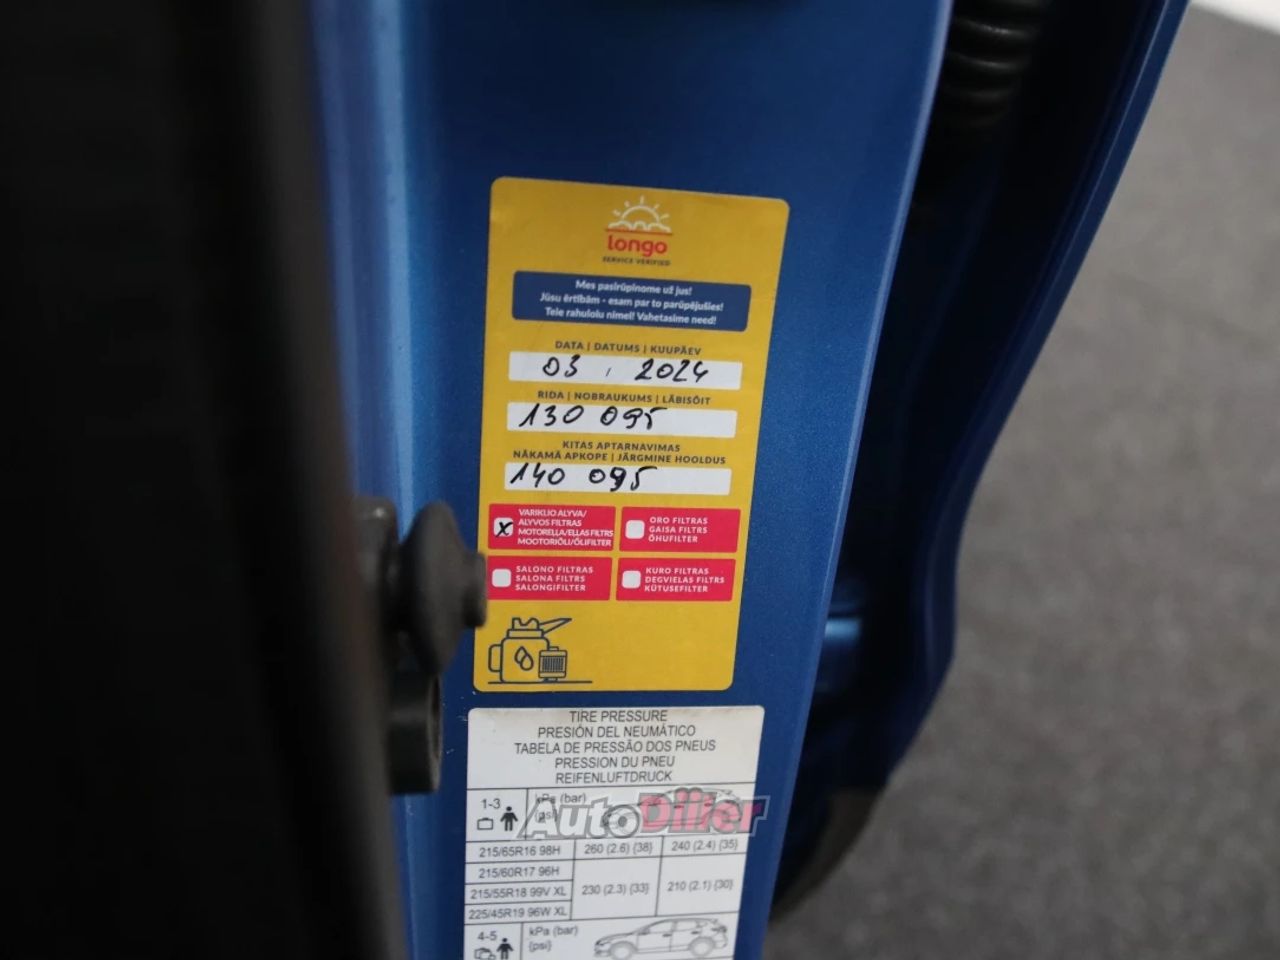 longo
SERVICE VERIFIED
Mes pasirūpinome už jus!
Jūsu ērtībām - esam par to parūpējušies!
Teie rahulolu nimel! Vahetasime need!
DATA | DATUMS | KUUPÄEV
03 . 2024
RIDA | NOBRAUKUMS | LÄBISÕIT
130 095
KITAS APTARNAVIMAS
NĀKAMĀ APKOPE | JÄRGMINE HOOLDUS
140 095
X
VARIKLIO ALYVA/
ALYVOS FILTRAS
MOTOREĻĻA/EĻĻAS FILTRS
MOOTORIÕLI/ÕLIFILTER
ORO FILTRAS
GAISA FILTRS
ÕHUFILTER
SALONO FILTRAS
SALONA FILTRS
SALONGIFILTER
KURO FILTRAS
DEGVIELAS FILTRS
KÜTUSEFILTER
TIRE PRESSURE
PRESIÓN DEL NEUMÁTICO
TABELA DE PRESSÃO DOS PNEUS
PRESSION DU PNEU
REIFENLUFTDRUCK
1-3
kPa (bar)
{psi}
AutoDiller
215/65R16 98H 260 (2.6) {38} 240 (2.4) {35}
215/60R17 96H
215/55R18 99V XL 230 (2.3) {33} 210 (2.1) {30}
225/45R19 96W XL
4-5
kPa (bar)
{psi}